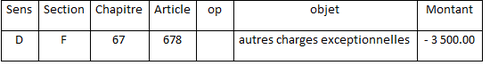 Sens Section Chapitre Article op objet Montant
D F 67 678 autres charges exceptionnelles - 3 500.00